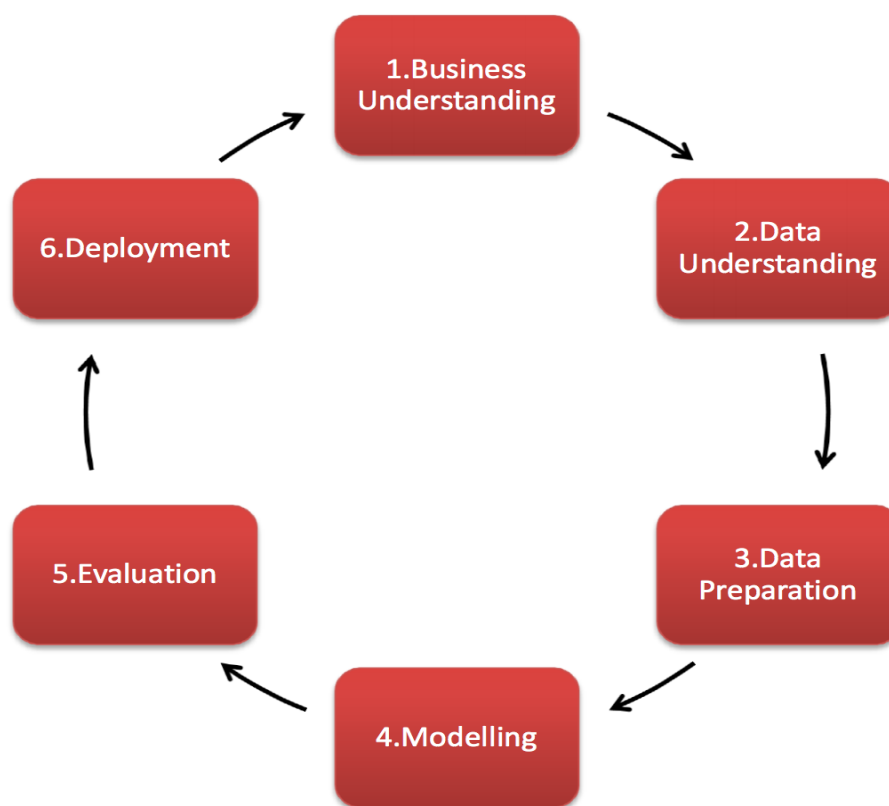 1.Business
Understanding
2.Data
Understanding
3.Data
Preparation
4.Modelling
5.Evaluation
6.Deployment